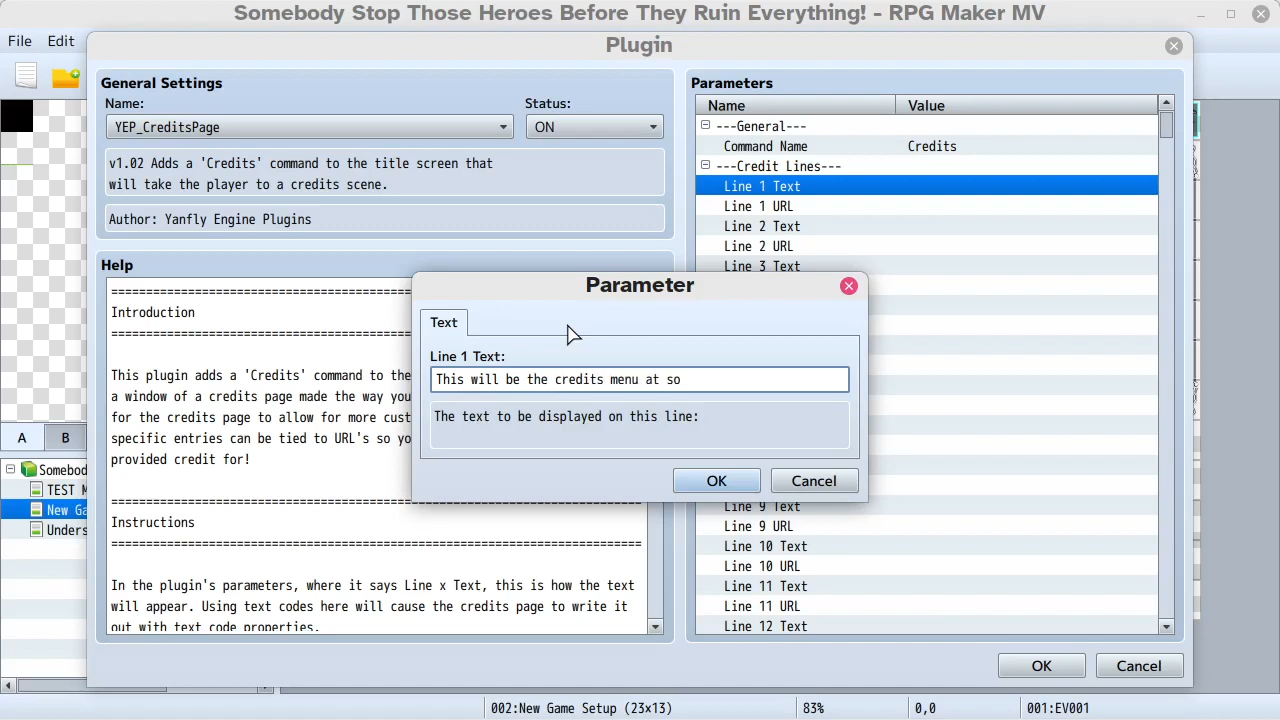 Somebody Stop Those Heroes Before They Ruin Everything! - RPG Maker MV
File Edit
Plugin
General Settings
Name:
Status:
YEP_CreditsPage
ON
v1.02 Adds a 'Credits' command to the title screen that
will take the player to a credits scene.
Author: Yanfly Engine Plugins
Help
================================
Introduction
================================
This plugin adds a 'Credits' command to the
a window of a credits page made the way you
for the credits page to allow for more cust
specific entries can be tied to URL's so yo
provided credit for!
Instructions
============================================================================
In the plugin's parameters, where it says Line x Text, this is how the text
will appear. Using text codes here will cause the credits page to write it
out with text code properties.
Parameters
Name Value
---General---
Command Name Credits
---Credit Lines---
Line 1 Text
Line 1 URL
Line 2 Text
Line 2 URL
Line 3 Text
Line 9 Text
Line 9 URL
Line 10 Text
Line 10 URL
Line 11 Text
Line 11 URL
Line 12 Text
OK
Cancel
Parameter
Text
Line 1 Text:
This will be the credits menu at so
The text to be displayed on this line:
OK
Cancel
A
B
Somebody
TEST M
New Ga
Unders
002:New Game Setup (23x13)
83%
0,0
001:EV001